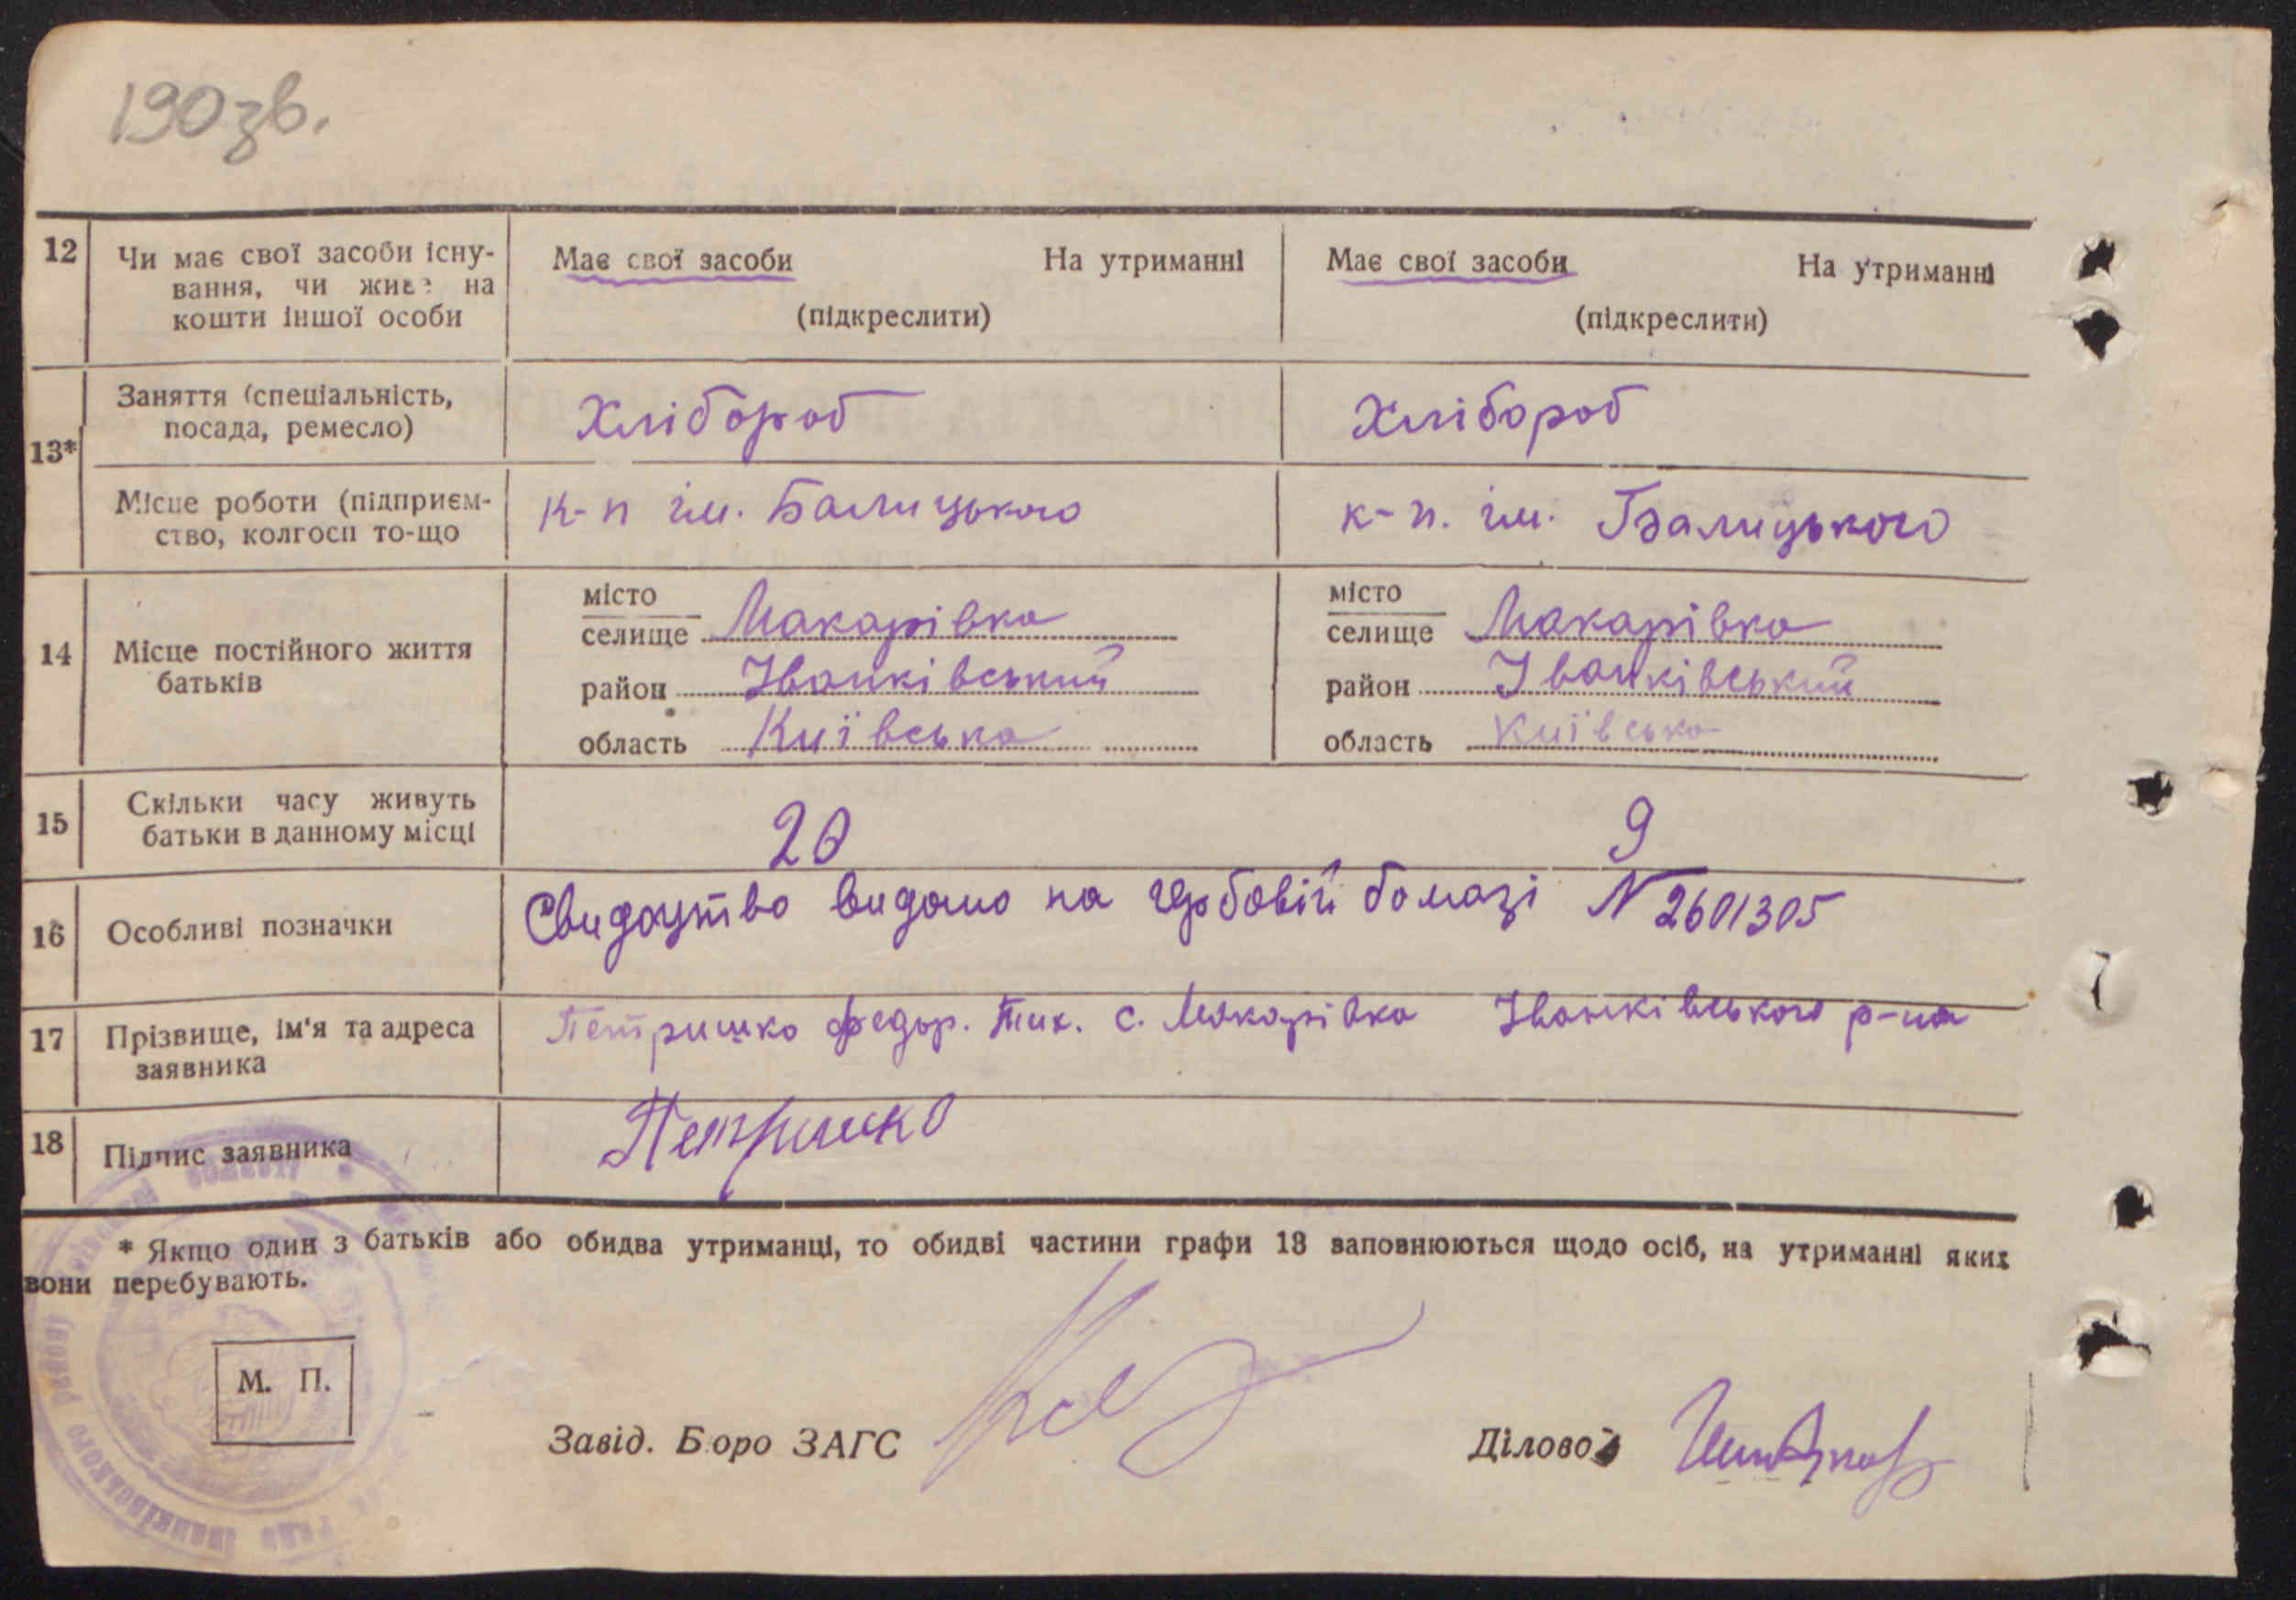 190зв.
12 Чи має свої засоби існу-
вання, чи живе на
кошти іншої особи
Має свої засоби На утриманні
(підкреслити)
Має свої засоби На утриманні
(підкреслити)
13*
Заняття (спеціальність,
посада, ремесло)
Хлібороб
Хлібороб
Місце роботи (підприєм-
ство, колгосп то-що
к-п ім. Балицького
к-п. ім. Балицького
14 Місце постійного життя
батьків
місто
селище Макарівка
район Іванківський
область Київська
місто
селище Макарівка
район Іванківський
область Київська
15 Скільки часу живуть
батьки в данному місці
20
9
16 Особливі позначки
Свидоцтво видано на гербовій бомазі N 2601305
17 Прізвище, ім'я та адреса
заявника
Петришко Федор. Тих. с. Макарівка Іванківського р-на
18 Підпис заявника
Петришко
* Якщо один з батьків або обидва утриманці, то обидві частини графи 13 заповнюються щодо осіб, на утриманні яких
вони перебувають.
М. П.
Завід. Бюро ЗАГС
Діловод